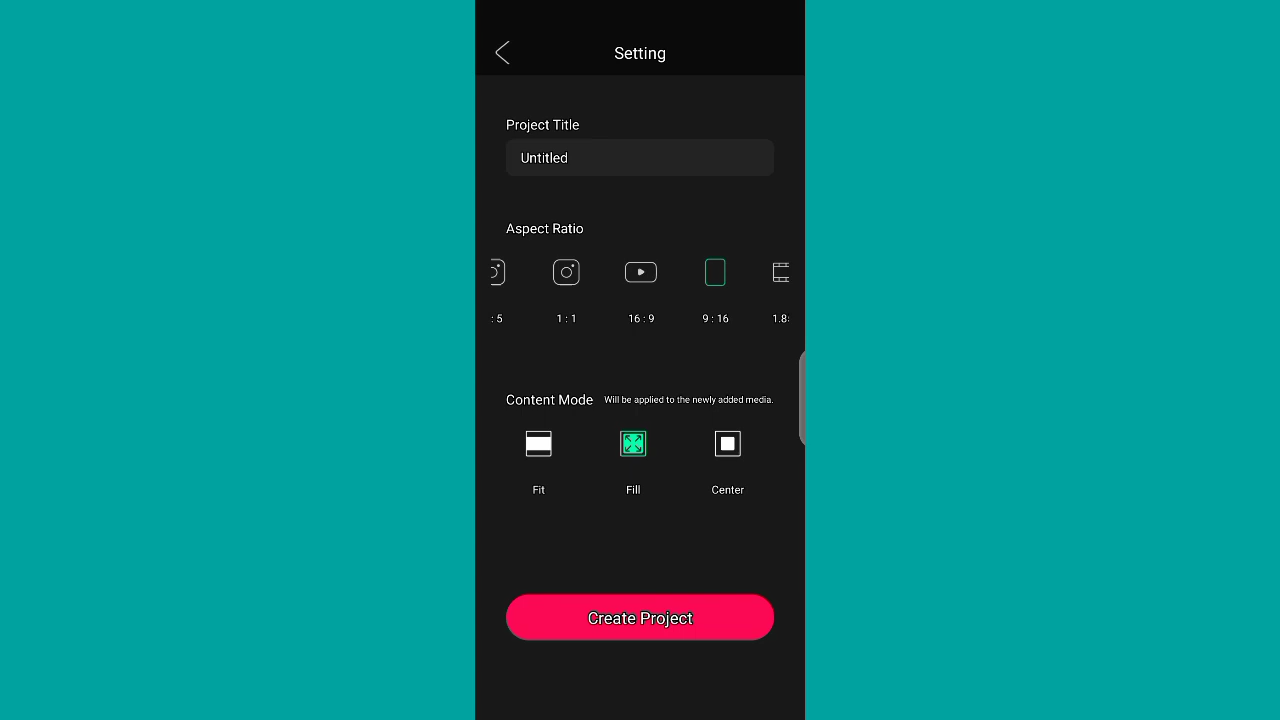 Setting
Project Title
Untitled
Aspect Ratio
: 5 1 : 1 16 : 9 9 : 16 1.8
Content Mode Will be applied to the newly added media.
Fit Fill Center
Create Project